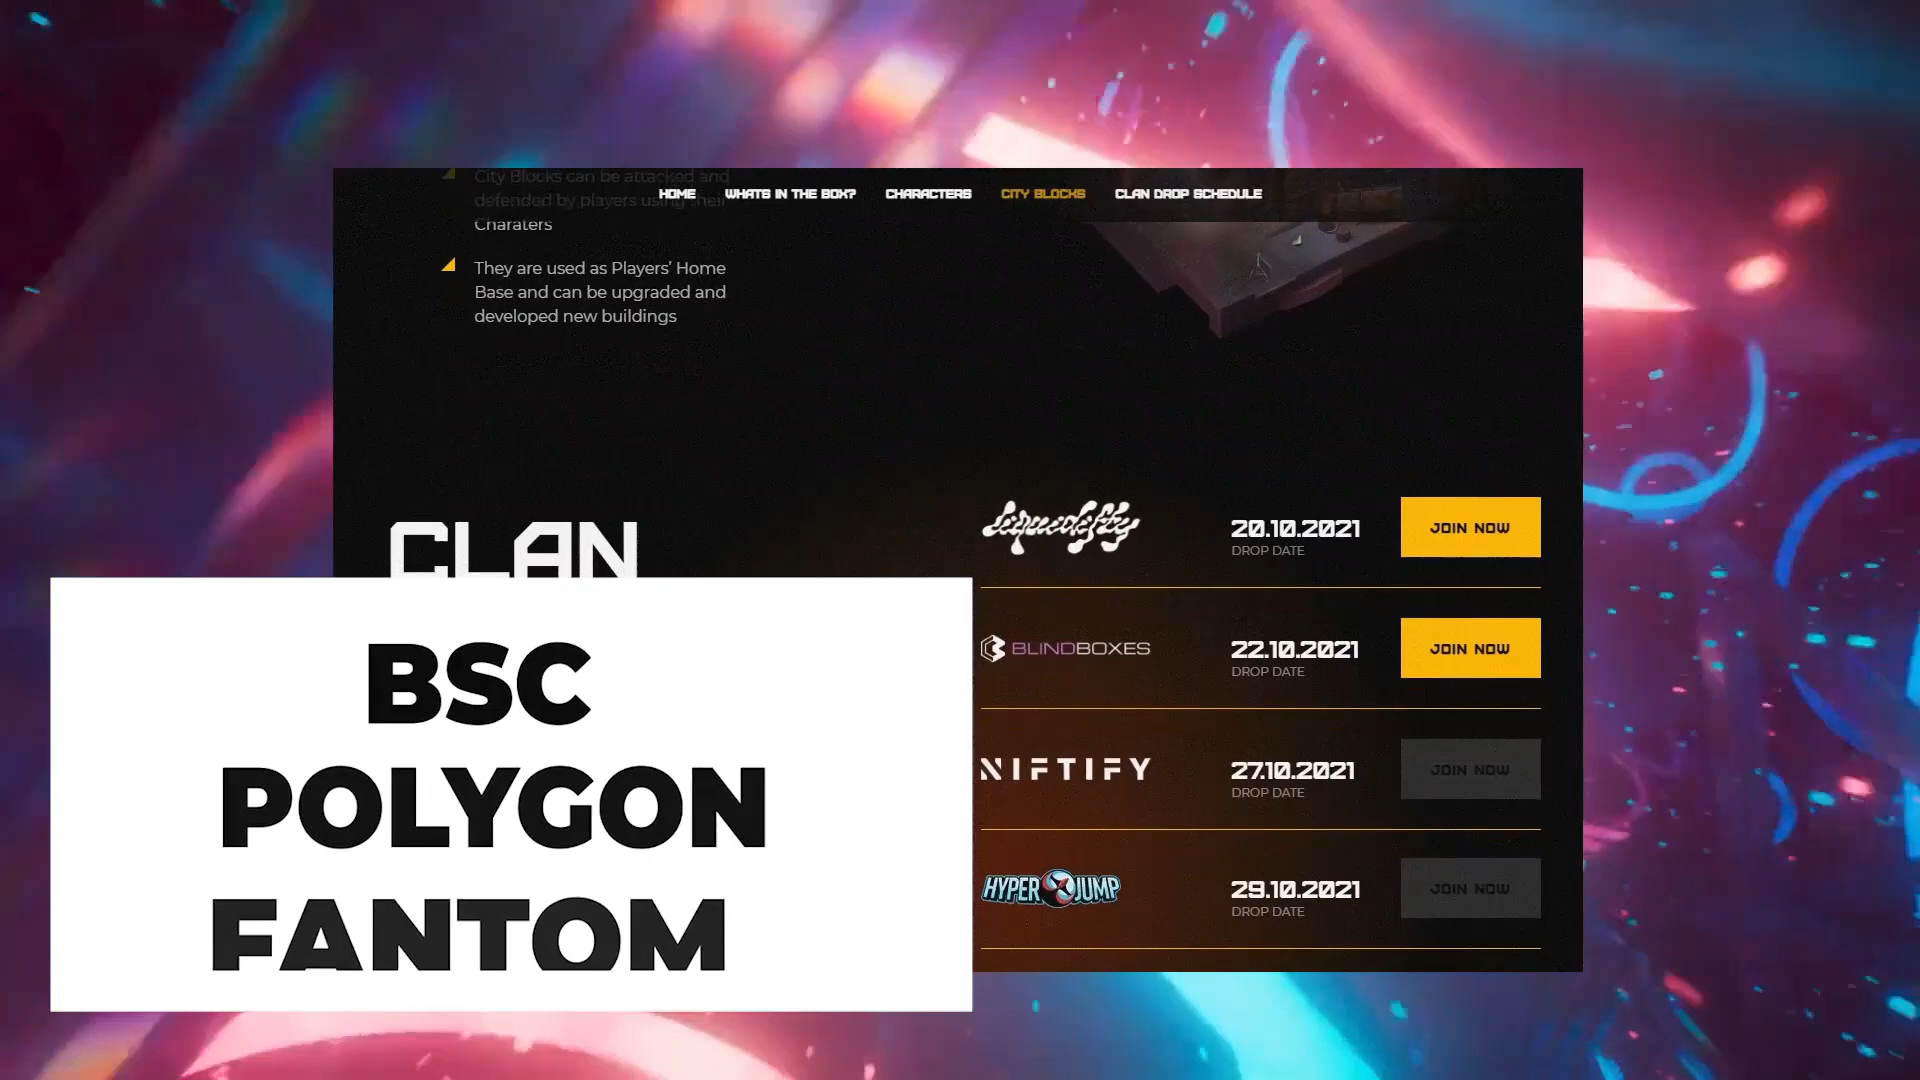 HOME WHATS IN THE BOX? CHARACTERS CITY BLOCKS CLAN DROP SCHEDULE
City Blocks can be attacked and
defended by players using their
Charaters
They are used as Players' Home
Base and can be upgraded and
developed new buildings
CLAN
liquidifty
20.10.2021
DROP DATE
JOIN NOW
BLINDBOXES
22.10.2021
DROP DATE
JOIN NOW
NIFTIFY
27.10.2021
DROP DATE
JOIN NOW
HYPER JUMP
29.10.2021
DROP DATE
JOIN NOW
BSC
POLYGON
FANTOM